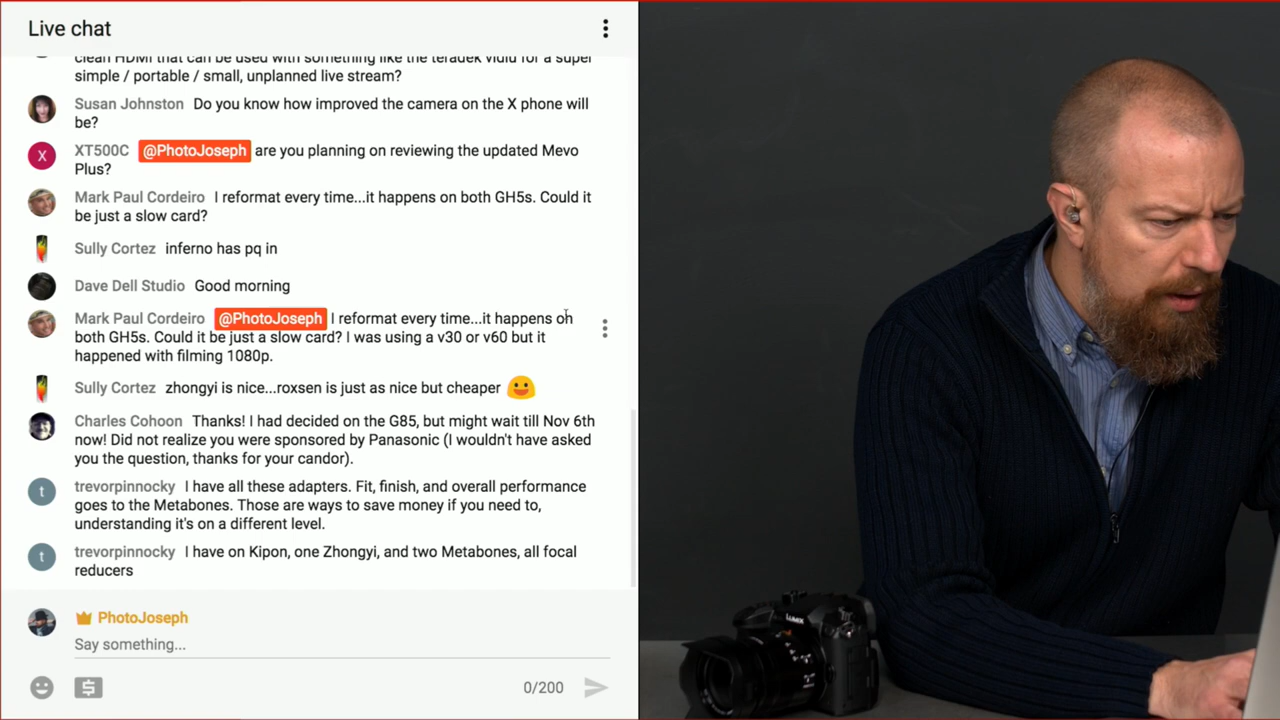 Live chat
clean HDMI that can be used with something like the teradek vidiu for a super
simple / portable / small, unplanned live stream?
Susan Johnston Do you know how improved the camera on the X phone will
be?
X XT500C @PhotoJoseph are you planning on reviewing the updated Mevo
Plus?
Mark Paul Cordeiro I reformat every time...it happens on both GH5s. Could it
be just a slow card?
Sully Cortez inferno has pq in
Dave Dell Studio Good morning
Mark Paul Cordeiro @PhotoJoseph I reformat every time...it happens on
both GH5s. Could it be just a slow card? I was using a v30 or v60 but it
happened with filming 1080p.
Sully Cortez zhongyi is nice...roxsen is just as nice but cheaper
Charles Cohoon Thanks! I had decided on the G85, but might wait till Nov 6th
now! Did not realize you were sponsored by Panasonic (I wouldn't have asked
you the question, thanks for your candor).
t trevorpinnocky I have all these adapters. Fit, finish, and overall performance
goes to the Metabones. Those are ways to save money if you need to,
understanding it's on a different level.
t trevorpinnocky I have on Kipon, one Zhongyi, and two Metabones, all focal
reducers
PhotoJoseph
Say something...
$ 0/200
LUMIX